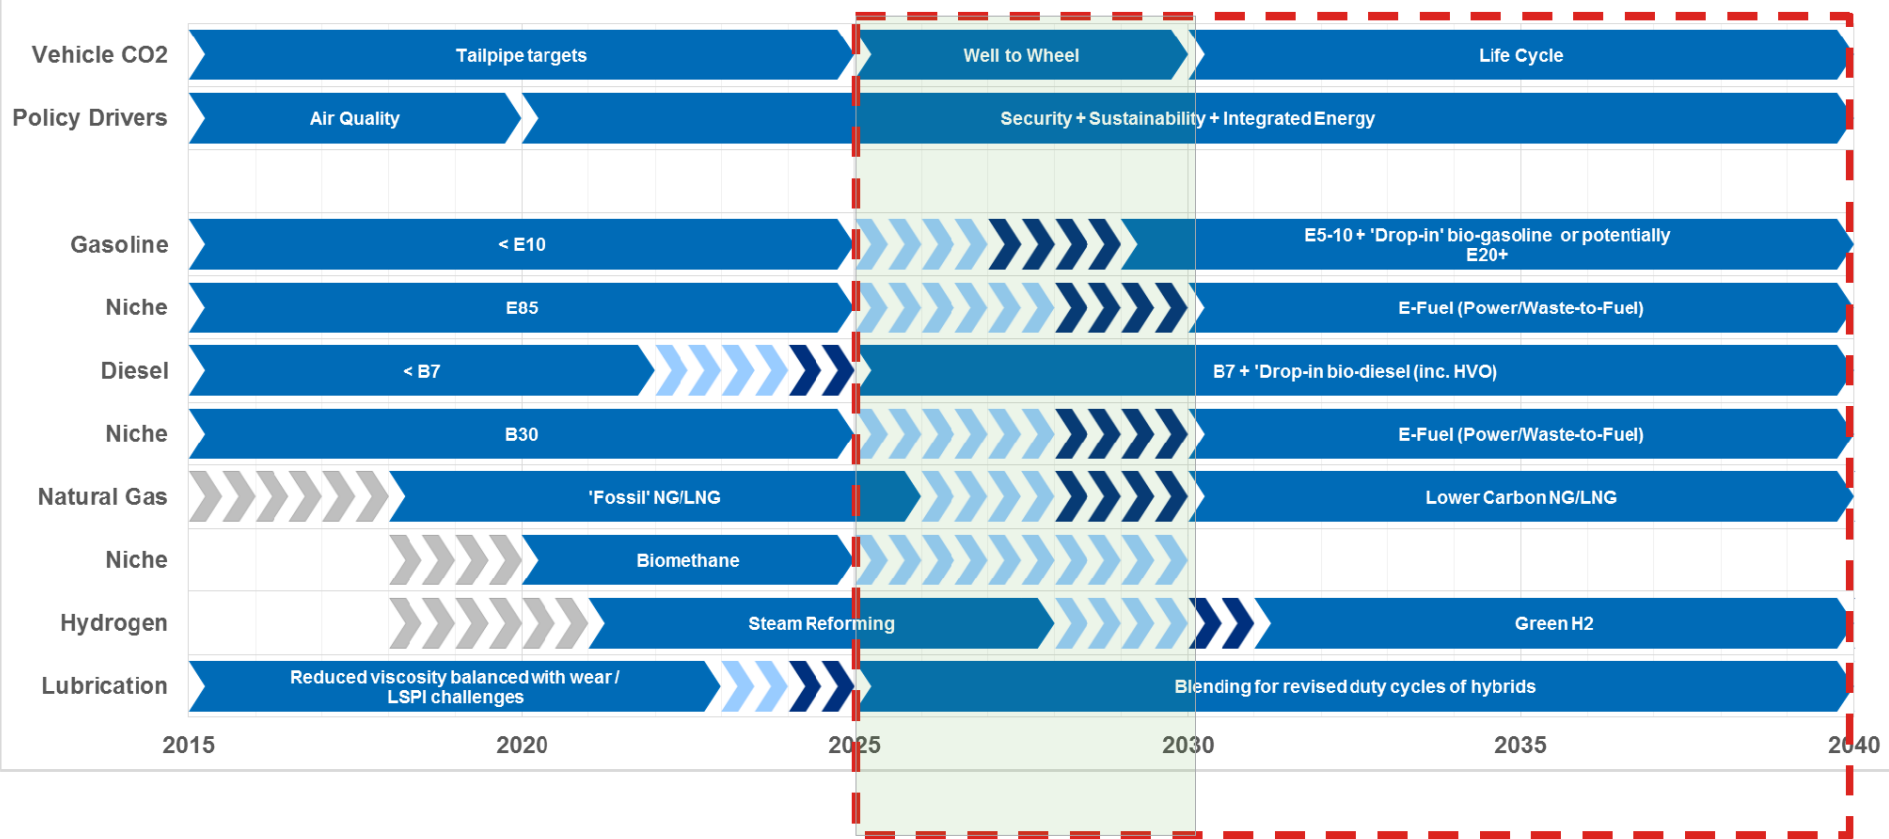 Vehicle CO2 Tailpipe targets Well to Wheel Life Cycle
Policy Drivers Air Quality Security + Sustainability + Integrated Energy
Gasoline < E10 E5-10 + 'Drop-in' bio-gasoline or potentially
E20+
Niche E85 E-Fuel (Power/Waste-to-Fuel)
Diesel < B7 B7 + 'Drop-in bio-diesel (inc. HVO)
Niche B30 E-Fuel (Power/Waste-to-Fuel)
Natural Gas 'Fossil' NG/LNG Lower Carbon NG/LNG
Niche Biomethane
Hydrogen Steam Reforming Green H2
Lubrication Reduced viscosity balanced with wear /
LSPI challenges Blending for revised duty cycles of hybrids
2015 2020 2025 2030 2035 2040